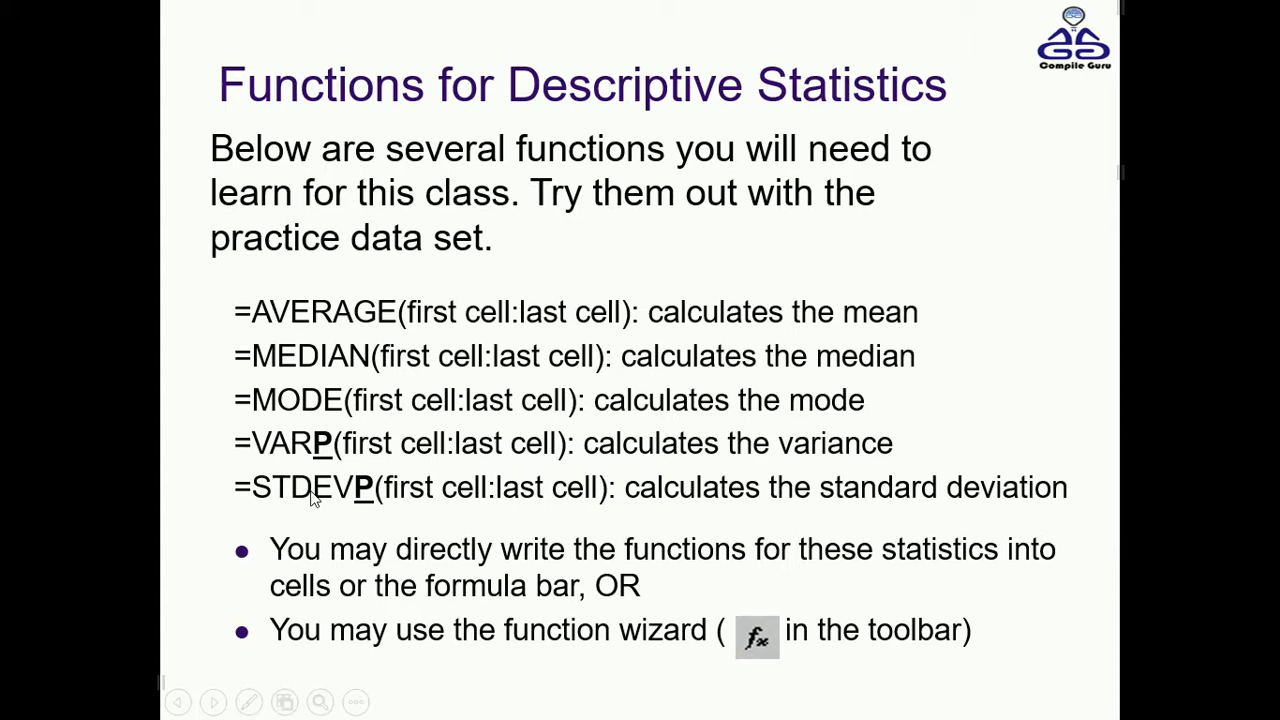 Compile Guru
Functions for Descriptive Statistics
Below are several functions you will need to
learn for this class. Try them out with the
practice data set.
=AVERAGE(first cell:last cell): calculates the mean
=MEDIAN(first cell:last cell): calculates the median
=MODE(first cell:last cell): calculates the mode
=VARP(first cell:last cell): calculates the variance
=STDEVP(first cell:last cell): calculates the standard deviation
● You may directly write the functions for these statistics into
cells or the formula bar, OR
● You may use the function wizard ( fx in the toolbar)